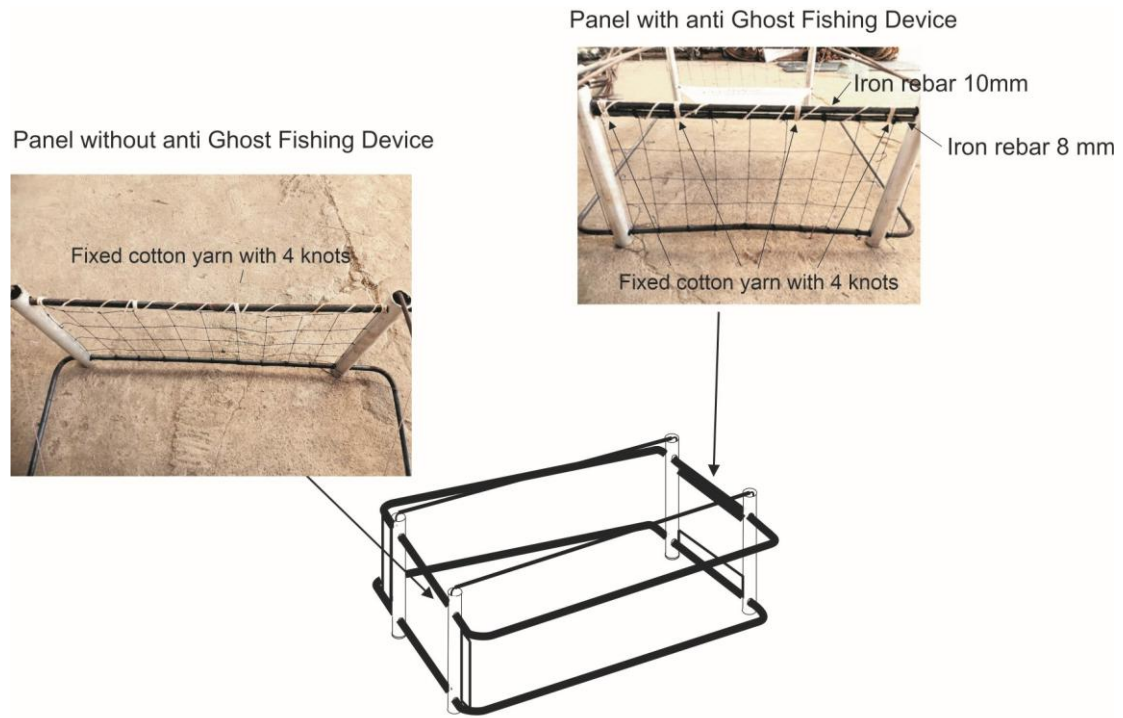 Panel with anti Ghost Fishing Device
Iron rebar 10mm
Iron rebar 8 mm
Fixed cotton yarn with 4 knots
Panel without anti Ghost Fishing Device
Fixed cotton yarn with 4 knots